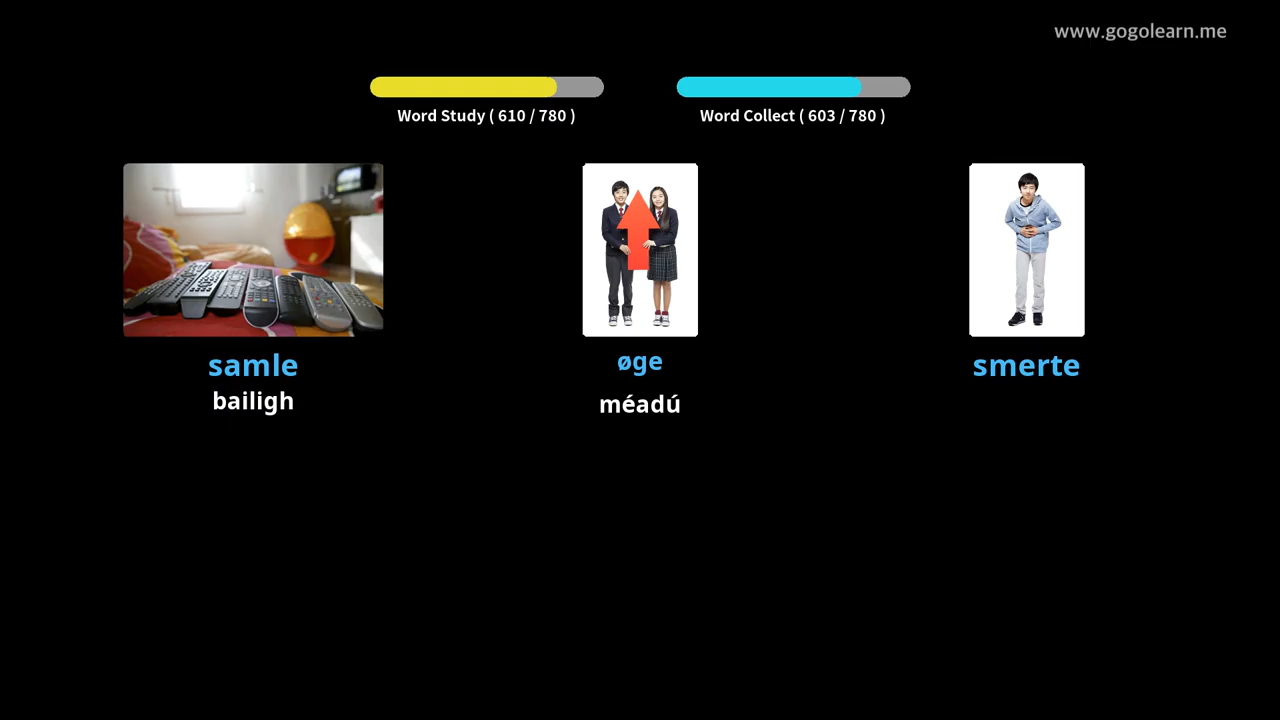 www.gogolearn.me
Word Study ( 610 / 780 )
Word Collect ( 603 / 780 )
samle
bailigh
øge
méadú
smerte